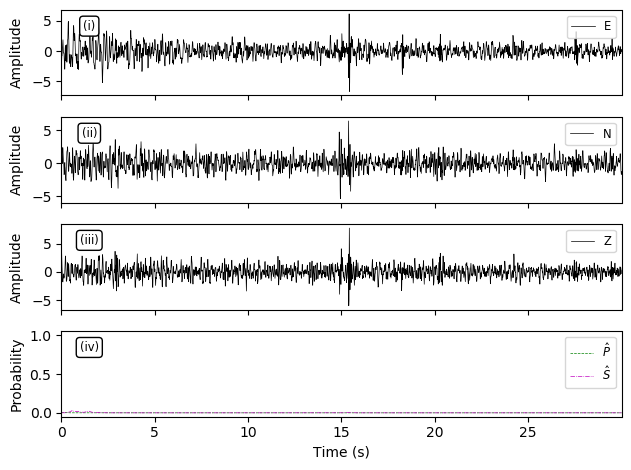 Amplitude
5
0
−5
(i)
E
Amplitude
5
0
−5
(ii)
N
Amplitude
5
0
−5
(iii)
Z
Probability
1.0
0.5
0.0
(iv)
P̂
Ŝ
0 5 10 15 20 25
Time (s)